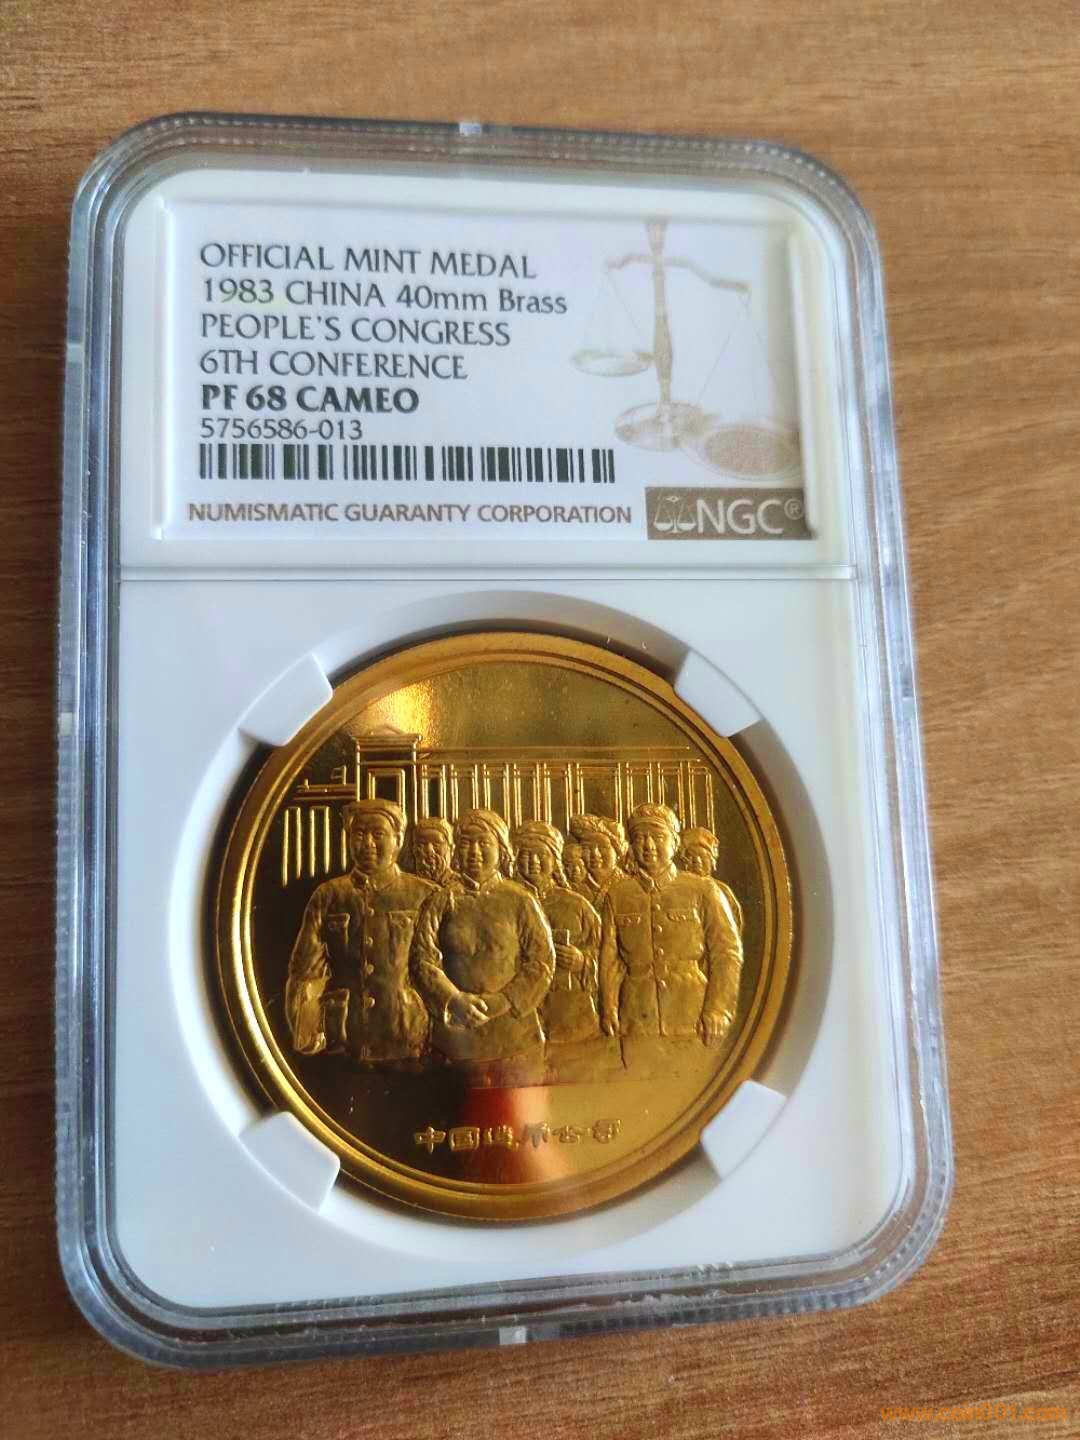 OFFICIAL MINT MEDAL
1983 CHINA 40mm Brass
PEOPLE'S CONGRESS
6TH CONFERENCE
PF 68 CAMEO
5756586-013
NUMISMATIC GUARANTY CORPORATION
NGC®
中国造币公司